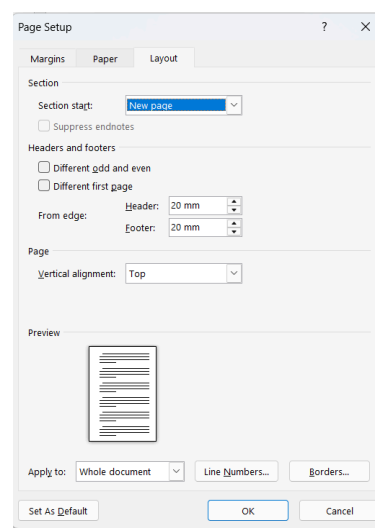 Page Setup ? X
Margins Paper Layout
Section
Section start: New page
Suppress endnotes
Headers and footers
Different odd and even
Different first page
From edge:
Header: 20 mm
Footer: 20 mm
Page
Vertical alignment: Top
Preview
Apply to: Whole document Line Numbers... Borders...
Set As Default OK Cancel